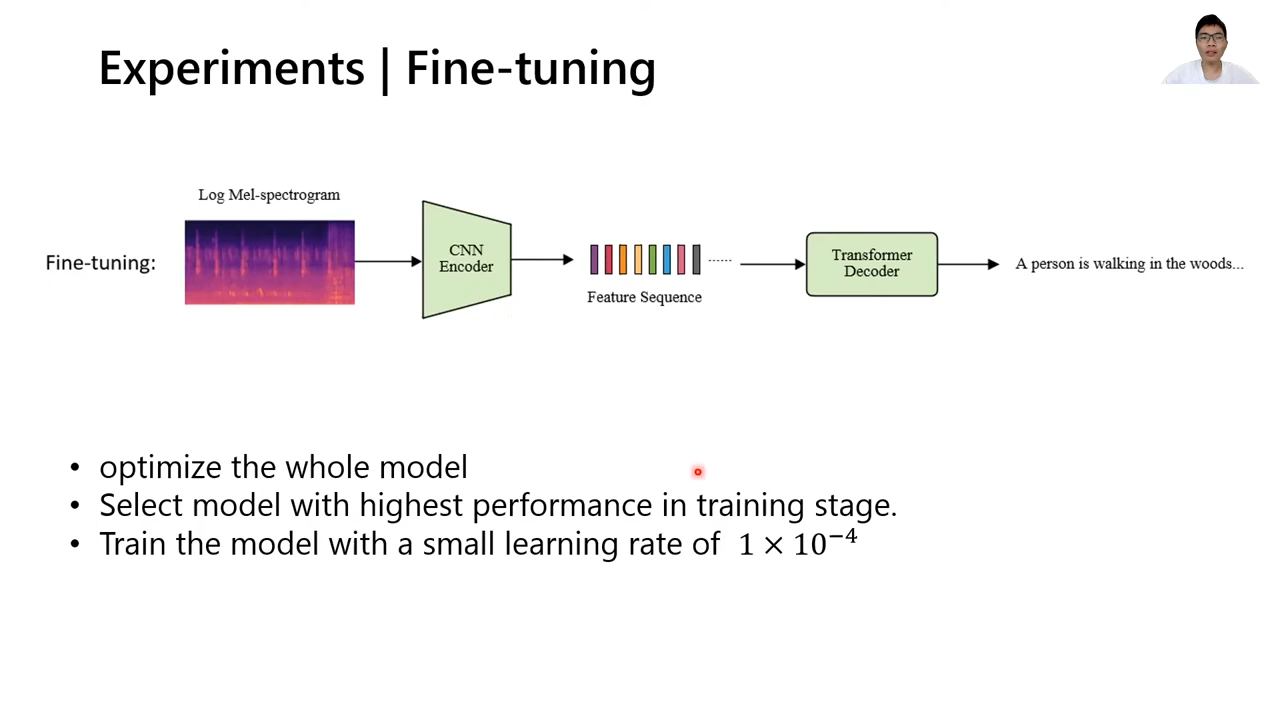 Experiments | Fine-tuning
Log Mel-spectrogram
Fine-tuning:
CNN
Encoder
Feature Sequence
Transformer
Decoder
A person is walking in the woods...
• optimize the whole model
• Select model with highest performance in training stage.
• Train the model with a small learning rate of 1 × 10⁻⁴